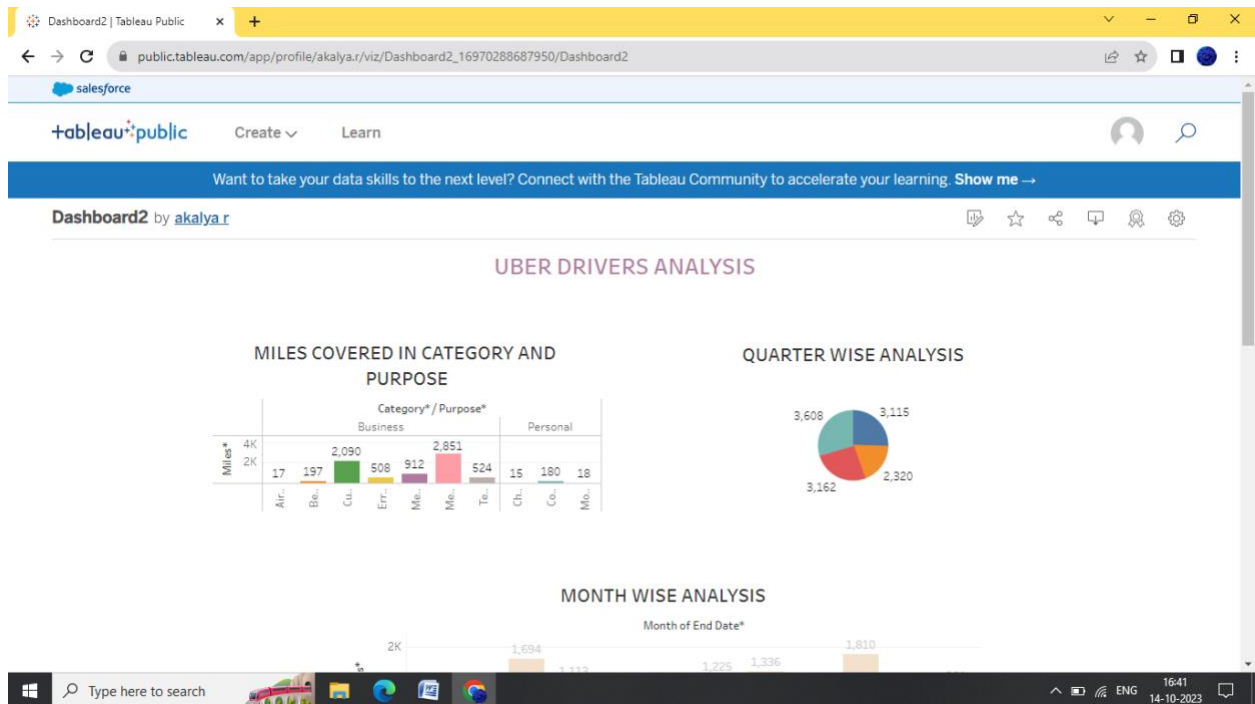 Dashboard2 | Tableau Public
public.tableau.com/app/profile/akalya.r/viz/Dashboard2_16970288687950/Dashboard2
salesforce
+ableau public
Create
Learn
Want to take your data skills to the next level? Connect with the Tableau Community to accelerate your learning. Show me →
Dashboard2 by akalya r
UBER DRIVERS ANALYSIS
MILES COVERED IN CATEGORY AND
PURPOSE
Category* / Purpose*
Business Personal
Miles*
4K
2K
17 197 2,090 508 912 2,851 524 15 180 18
Air.. Be.. Cu.. Err.. Me.. Me.. Te.. Ch.. Co.. Mo..
QUARTER WISE ANALYSIS
3,608 3,115
3,162 2,320
MONTH WISE ANALYSIS
Month of End Date*
2K
1,694 1,113 1,225 1,336 1,810
Type here to search
ENG
16:41
14-10-2023